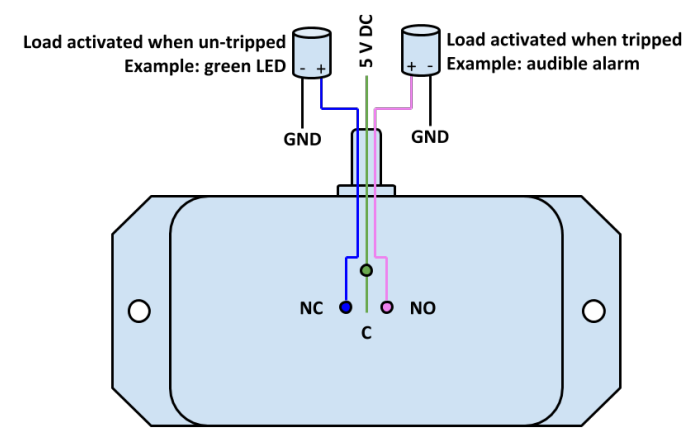 Load activated when un-tripped
Example: green LED
- +
GND
5 V DC
Load activated when tripped
Example: audible alarm
+ -
GND
NC
NO
C